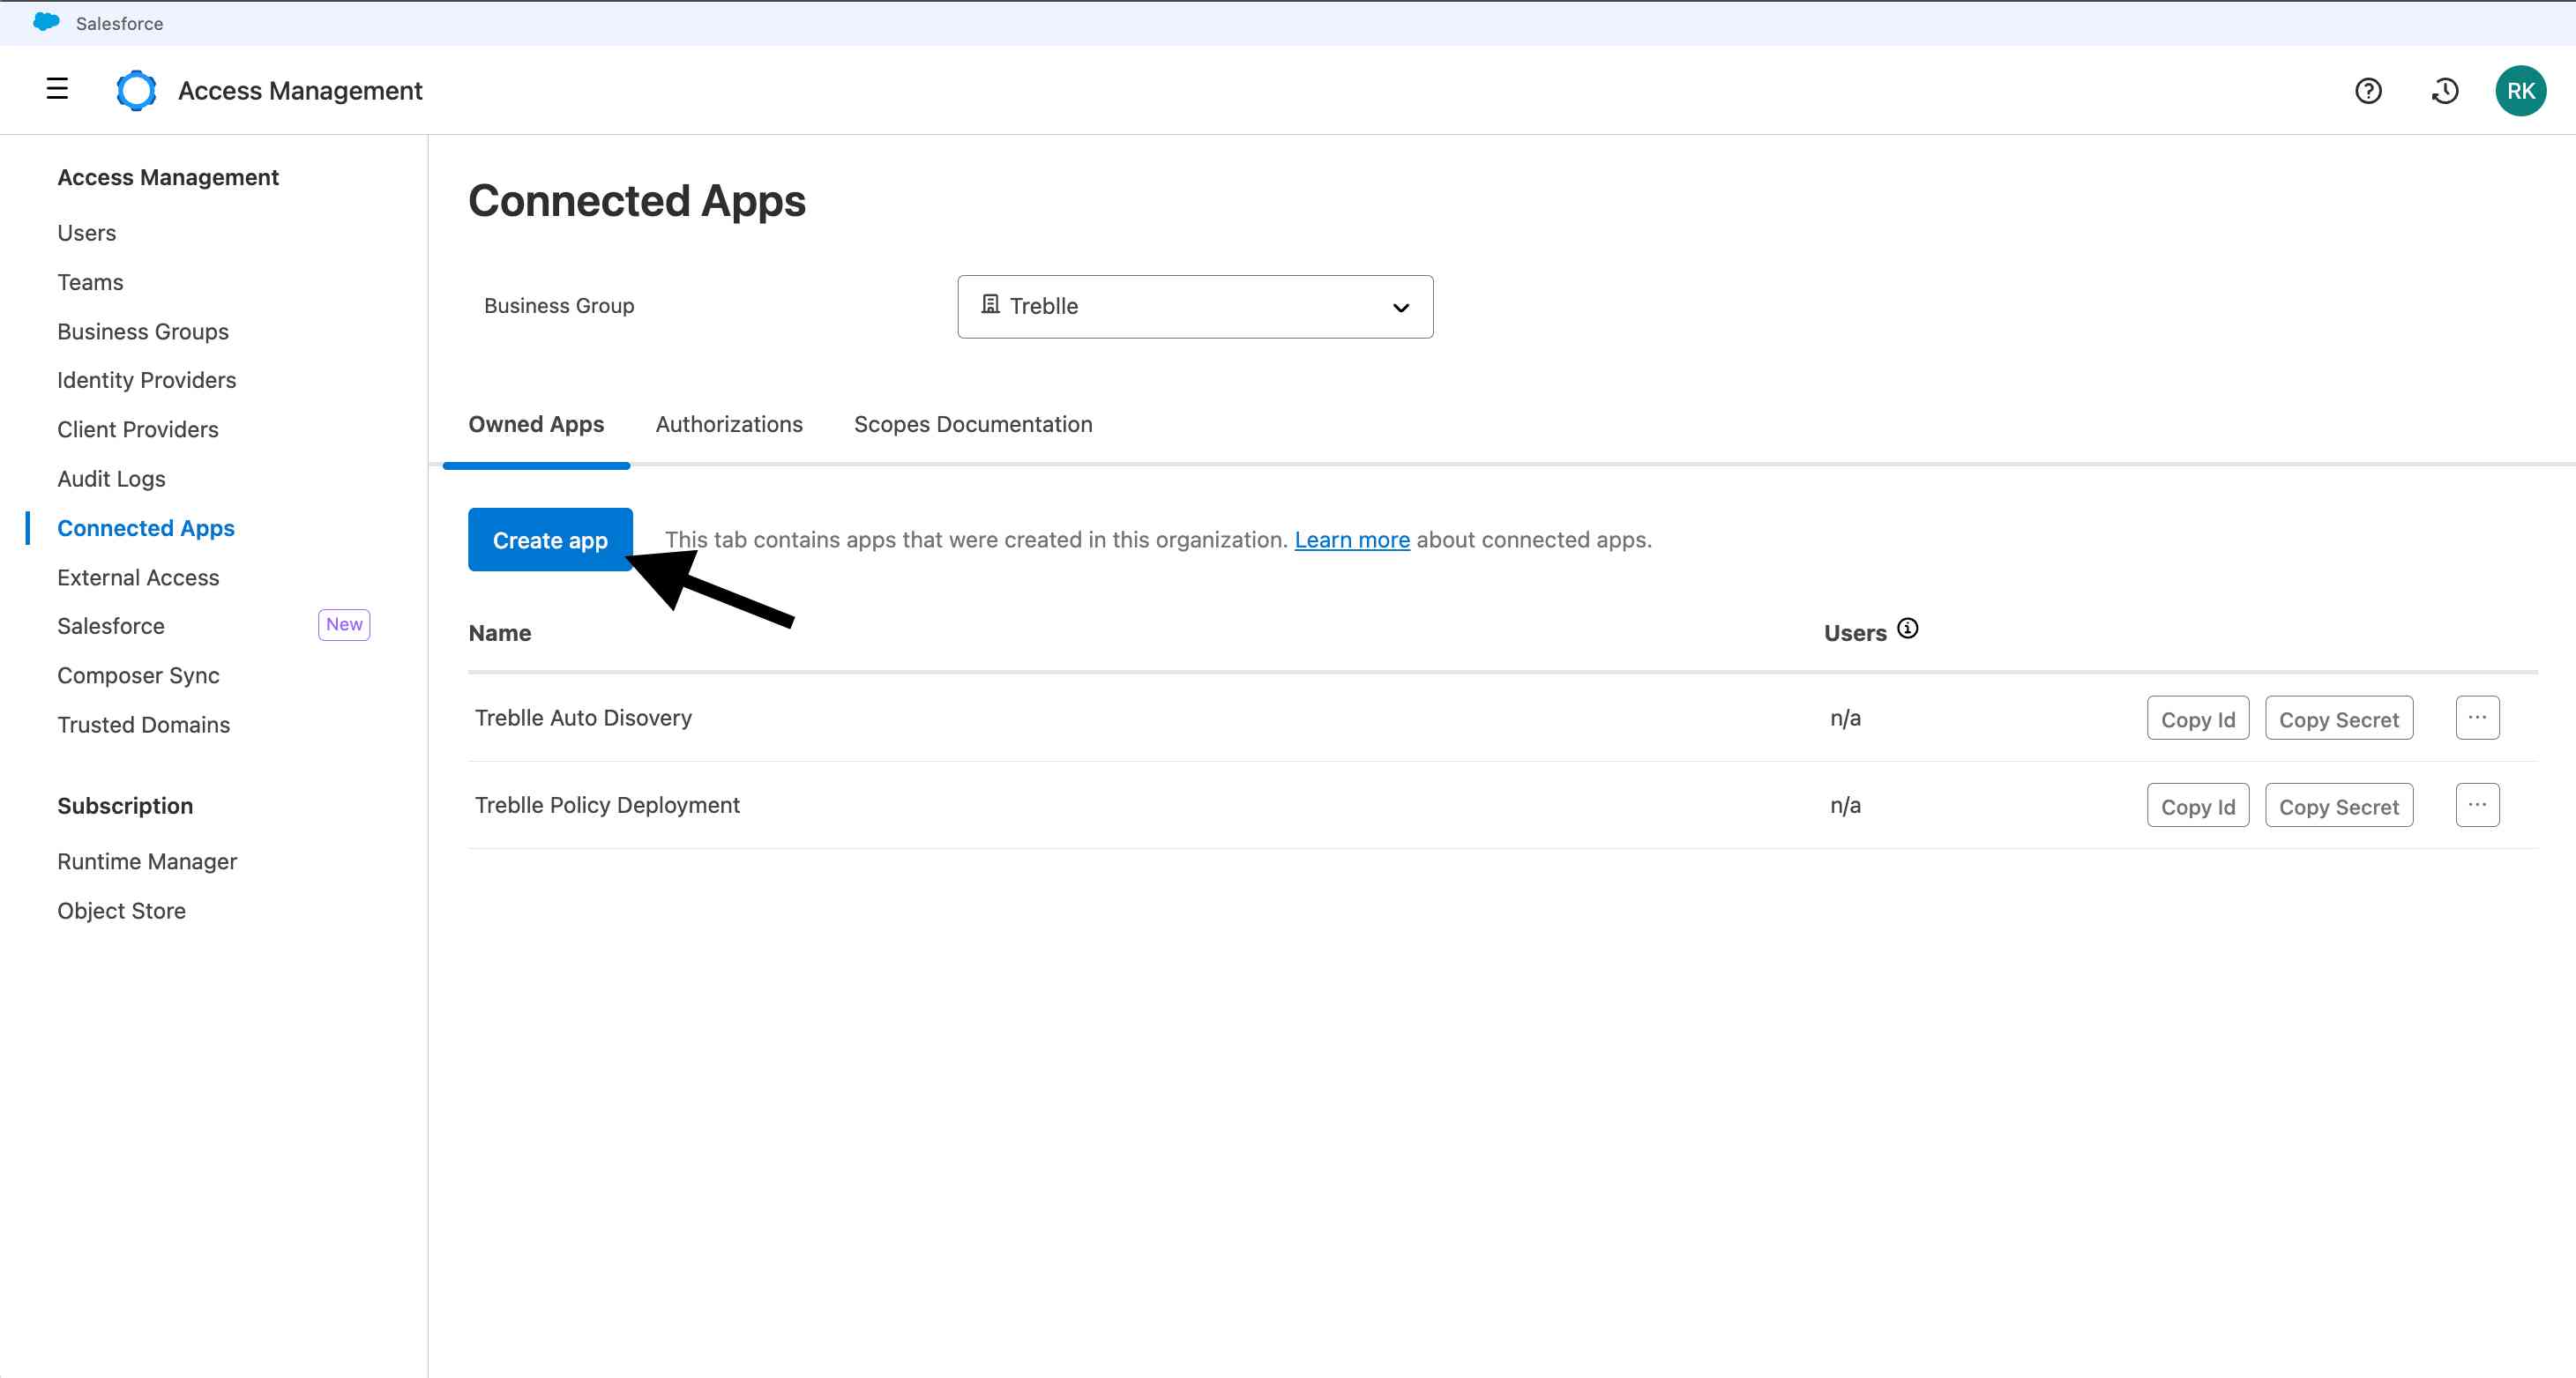 Salesforce
Access Management
RK
Access Management
Users
Teams
Business Groups
Identity Providers
Client Providers
Audit Logs
Connected Apps
External Access
Salesforce New
Composer Sync
Trusted Domains
Subscription
Runtime Manager
Object Store
Connected Apps
Business Group Treblle
Owned Apps Authorizations Scopes Documentation
Create app This tab contains apps that were created in this organization. Learn more about connected apps.
Name Users
Treblle Auto Disovery n/a Copy Id Copy Secret ...
Treblle Policy Deployment n/a Copy Id Copy Secret ...